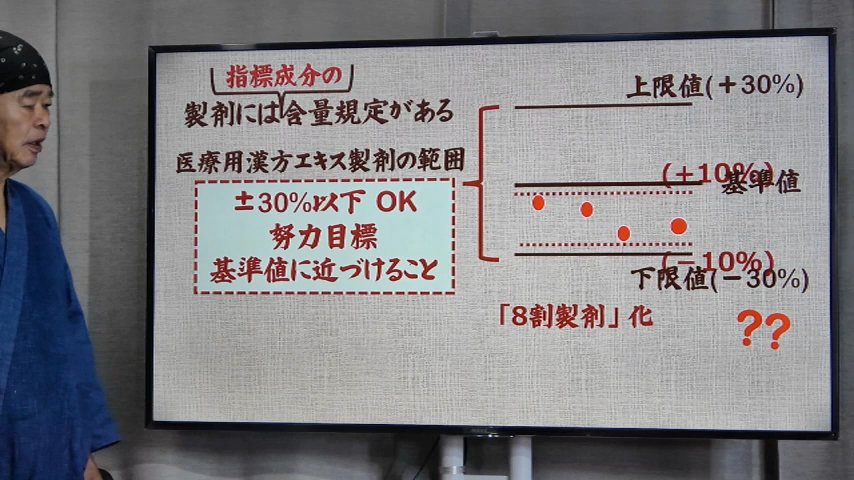 指標成分の
製剤には含量規定がある
医療用漢方エキス製剤の範囲
±30%以下 OK
努力目標
基準値に近づけること
上限値(+30%)
(+10%)
基準値
(-10%)
下限値(-30%)
「8割製剤」化
??